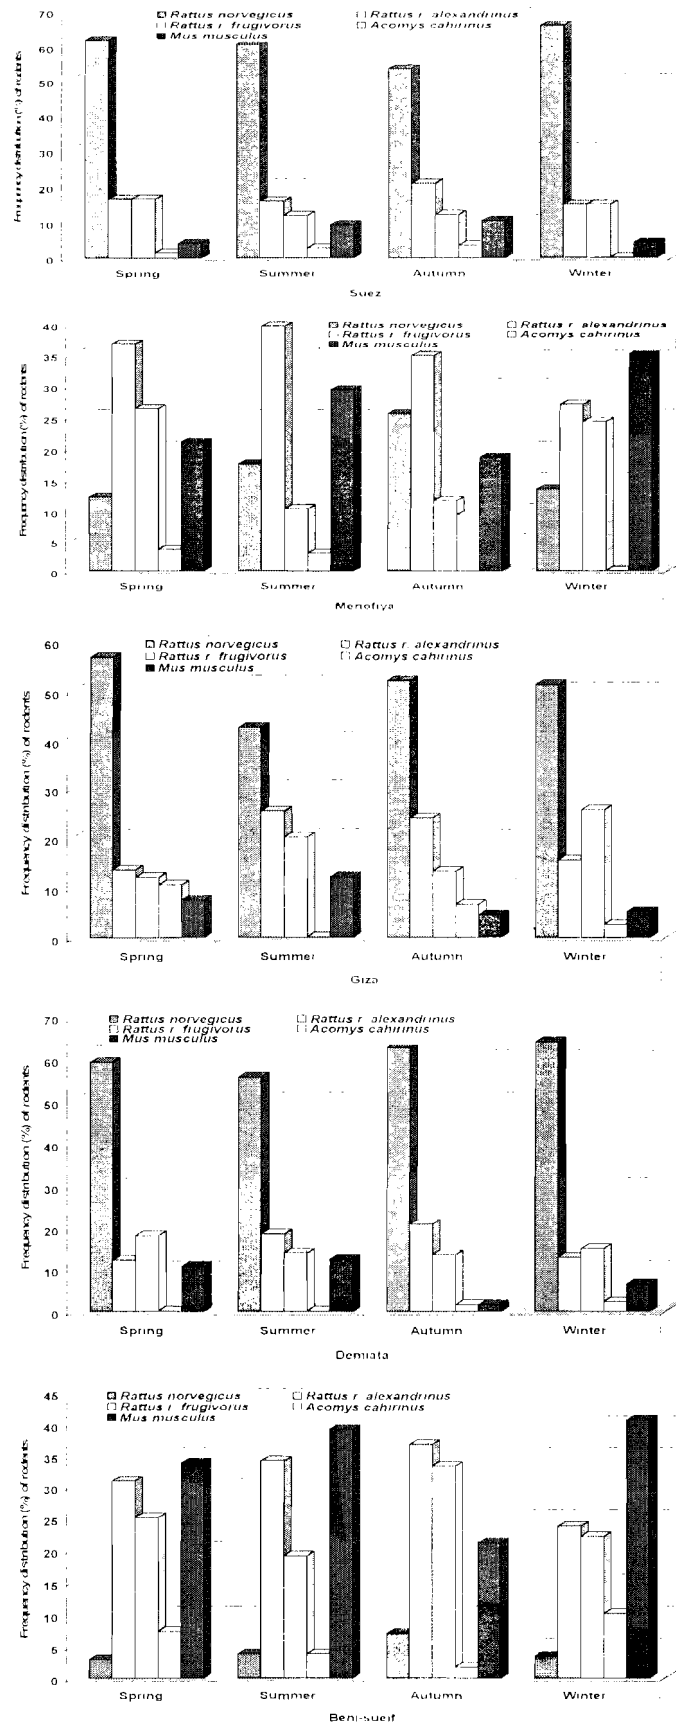 Rattus norvegicus Rattus r. alexandrinus
Rattus r. frugivorus Acomys cahirinus
Mus musculus
Frequency distribution (%) of rodents
70
60
50
40
30
20
10
0
Spring Summer Autumn Winter
Suez
Rattus norvegicus Rattus r. alexandrinus
Rattus r. frugivorus Acomys cahirinus
Mus musculus
Frequency distribution (%) of rodents
40
35
30
25
20
15
10
5
0
Spring Summer Autumn Winter
Menofiya
Rattus norvegicus Rattus r. alexandrinus
Rattus r. frugivorus Acomys cahirinus
Mus musculus
Frequency distribution (%) of rodents
60
50
40
30
20
10
0
Spring Summer Autumn Winter
Giza
Rattus norvegicus Rattus r. alexandrinus
Rattus r. frugivorus Acomys cahirinus
Mus musculus
Frequency distribution (%) of rodents
70
60
50
40
30
20
10
0
Spring Summer Autumn Winter
Demiata
Rattus norvegicus Rattus r. alexandrinus
Rattus r. frugivorus Acomys cahirinus
Mus musculus
Frequency distribution (%) of rodents
45
40
35
30
25
20
15
10
5
0
Spring Summer Autumn Winter
Beni-sueif